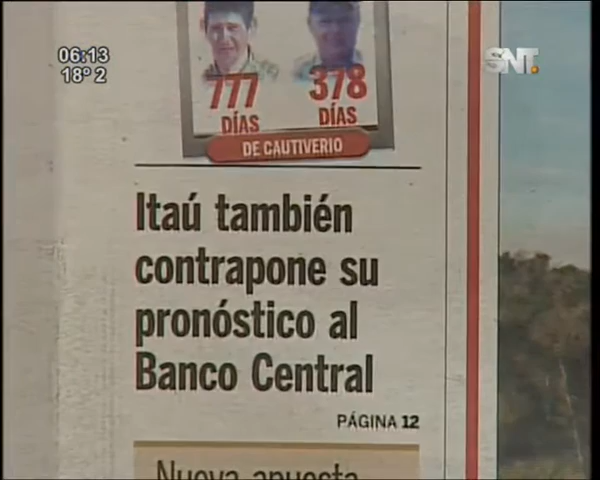 06:13
18º 2
SNT.
777 378
DÍAS DÍAS
DE CAUTIVERIO
Itaú también
contrapone su
pronóstico al
Banco Central
PÁGINA 12
Nueva apuesta